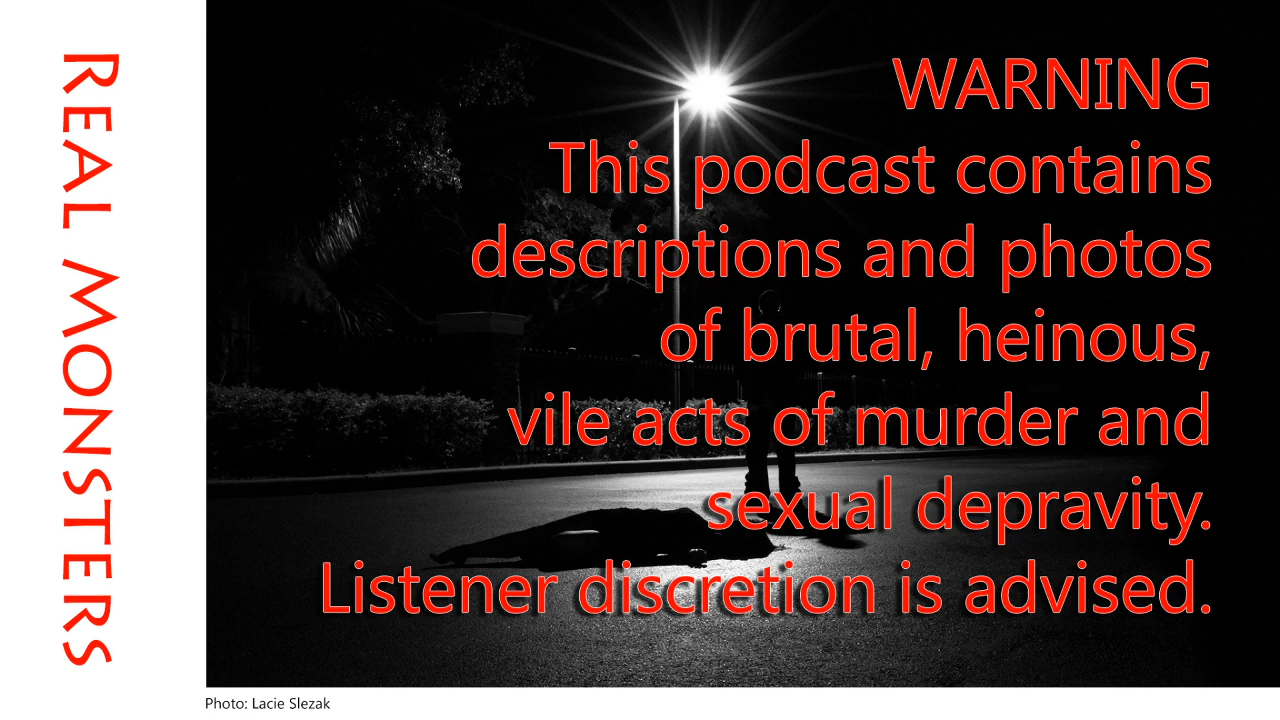 REAL MONSTERS
WARNING
This podcast contains
descriptions and photos
of brutal, heinous,
vile acts of murder and
sexual depravity.
Listener discretion is advised.
Photo: Lacie Slezak